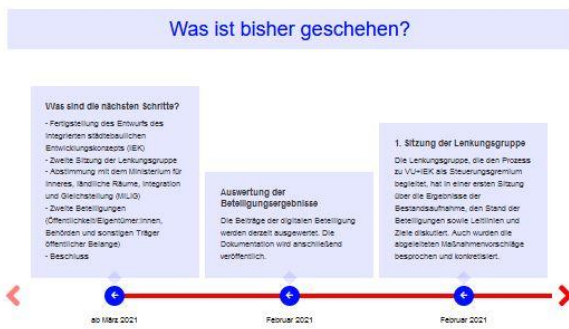 Was ist bisher geschehen?
Was sind die nächsten Schritte?
- Fertigstellung des Entwurfs des
Integrierten städtebaulichen
Entwicklungskonzepts (IEK)
- Zweite Sitzung der Lenkungsgruppe
- Abstimmung mit dem Ministerium für
Inneres, ländliche Räume, Integration
und Gleichstellung (MILIG)
- Zweite Beteiligungen
(Öffentlichkeit/Eigentümer:innen,
Behörden und sonstigen Träger
öffentlicher Belange)
- Beschluss
ab März 2021
Auswertung der
Beteiligungsergebnisse
Die Beiträge der digitalen Beteiligung
werden derzeit ausgewertet. Die
Dokumentation wird anschließend
veröffentlich.
Februar 2021
1. Sitzung der Lenkungsgruppe
Die Lenkungsgruppe, die den Prozess
zu VU+IEK als Steuerungsgremium
begleitet, hat in einer ersten Sitzung
über die Ergebnisse der
Bestandsaufnahme, den Stand der
Beteiligungen sowie Leitlinien und
Ziele diskutiert. Auch wurden die
abgeleiteten Maßnahmenvorschläge
besprochen und konkretisiert.
Februar 2021